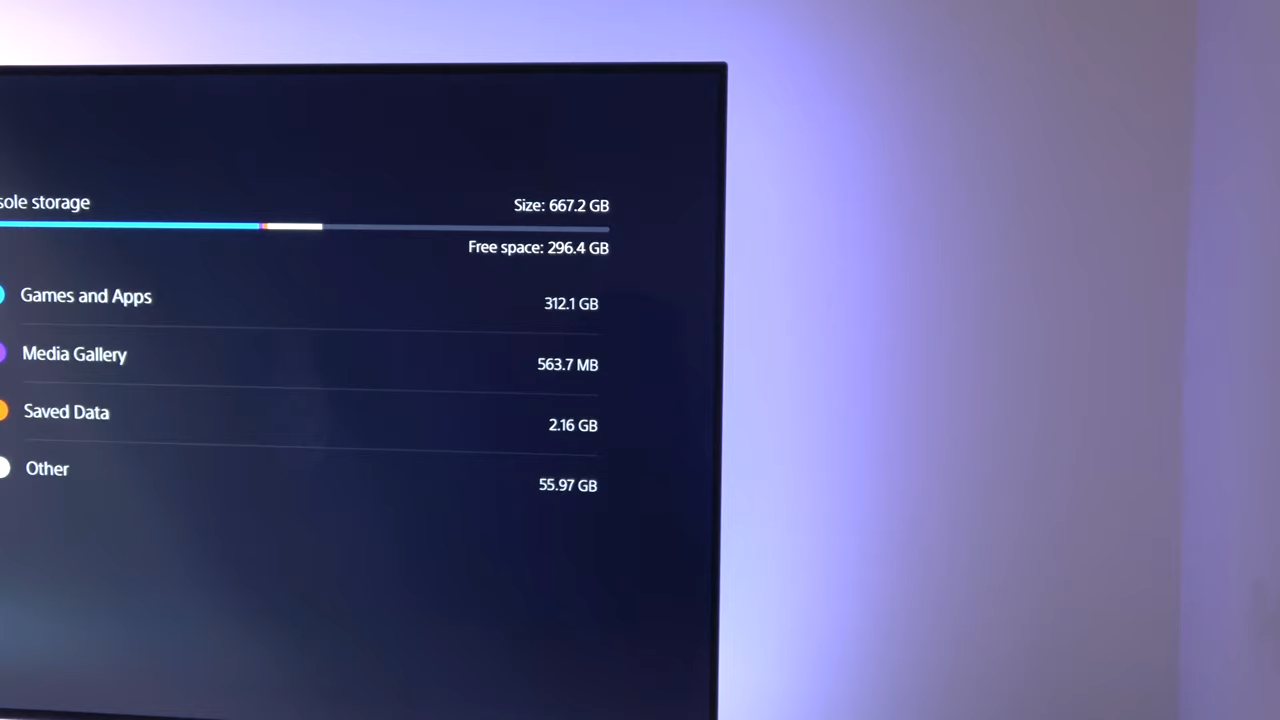 sole storage
Size: 667.2 GB
Free space: 296.4 GB
Games and Apps
312.1 GB
Media Gallery
563.7 MB
Saved Data
2.16 GB
Other
55.97 GB